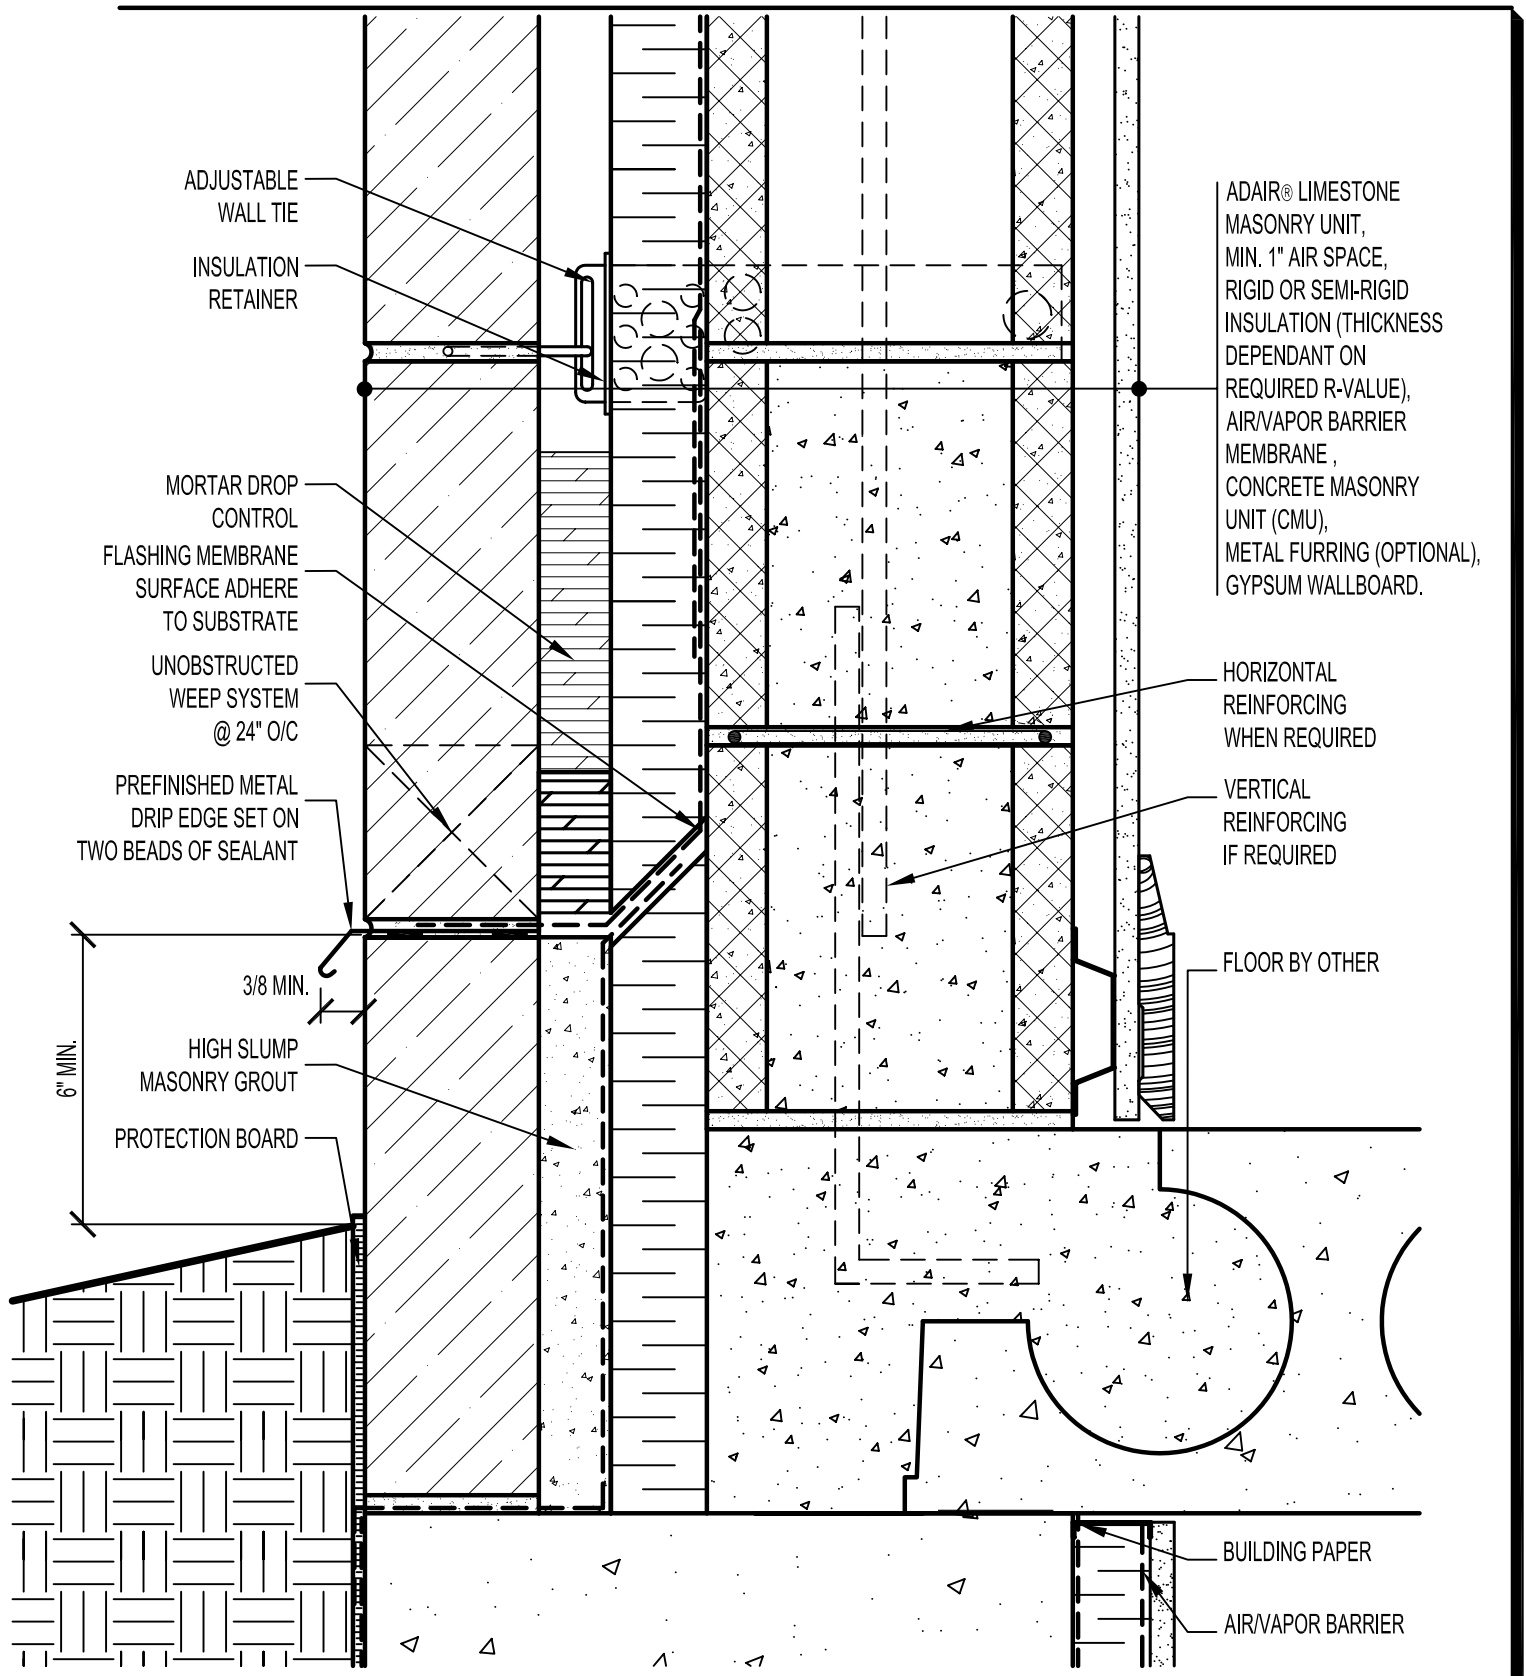 ADJUSTABLE
WALL TIE
INSULATION
RETAINER
MORTAR DROP
CONTROL
FLASHING MEMBRANE
SURFACE ADHERE
TO SUBSTRATE
UNOBSTRUCTED
WEEP SYSTEM
@ 24" O/C
PREFINISHED METAL
DRIP EDGE SET ON
TWO BEADS OF SEALANT
3/8 MIN.
6" MIN.
HIGH SLUMP
MASONRY GROUT
PROTECTION BOARD
ADAIR® LIMESTONE
MASONRY UNIT,
MIN. 1" AIR SPACE,
RIGID OR SEMI-RIGID
INSULATION (THICKNESS
DEPENDANT ON
REQUIRED R-VALUE),
AIR/VAPOR BARRIER
MEMBRANE ,
CONCRETE MASONRY
UNIT (CMU),
METAL FURRING (OPTIONAL),
GYPSUM WALLBOARD.
HORIZONTAL
REINFORCING
WHEN REQUIRED
VERTICAL
REINFORCING
IF REQUIRED
FLOOR BY OTHER
BUILDING PAPER
AIR/VAPOR BARRIER